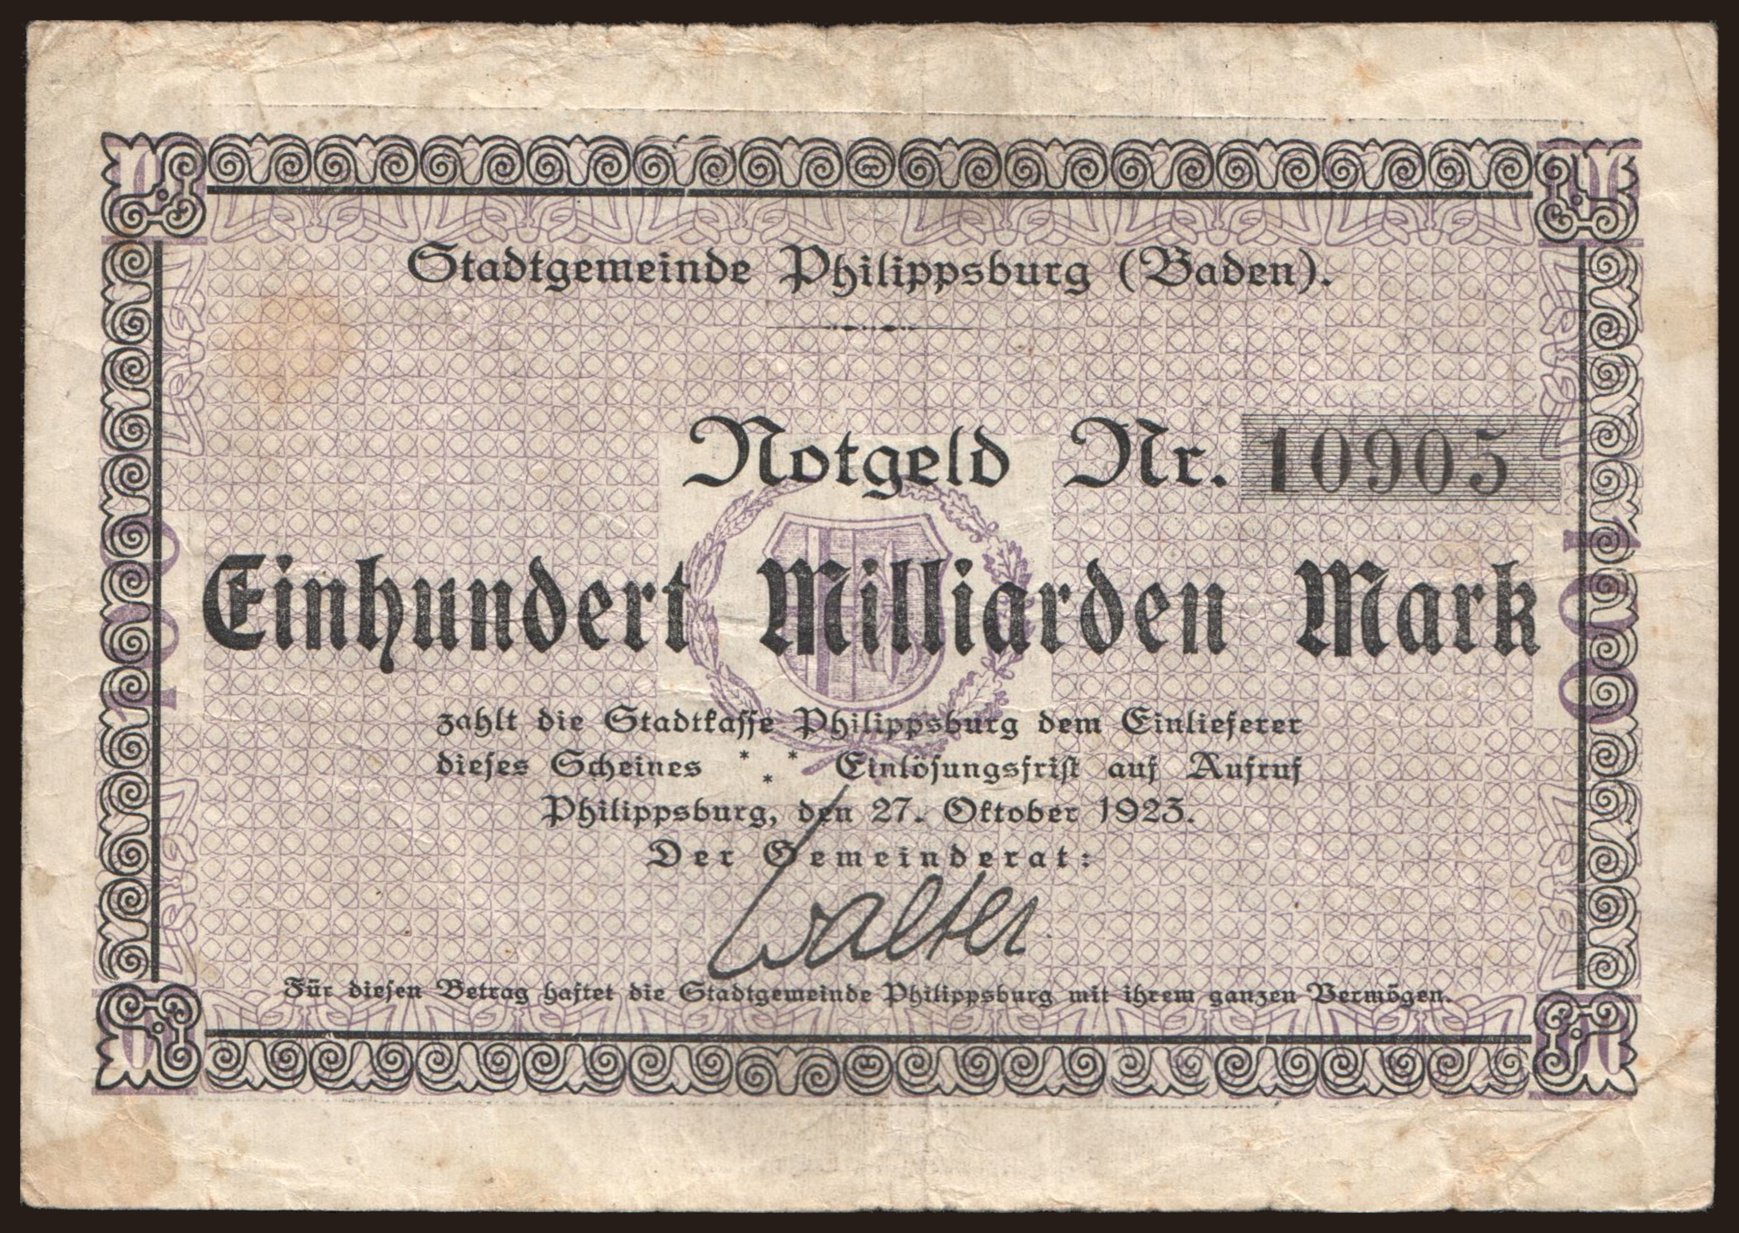 Stadtgemeinde Philippsburg (Baden).
Notgeld Nr. 10905
Einhundert Milliarden Mark
zahlt die Stadtkasse Philippsburg dem Einlieferer
dieses Scheines * * * Einlösungsfrist auf Aufruf
Philippsburg, den 27. Oktober 1923.
Der Gemeinderat:
Walter
Für diesen Betrag haftet die Stadtgemeinde Philippsburg mit ihrem ganzen Vermögen.
100
100